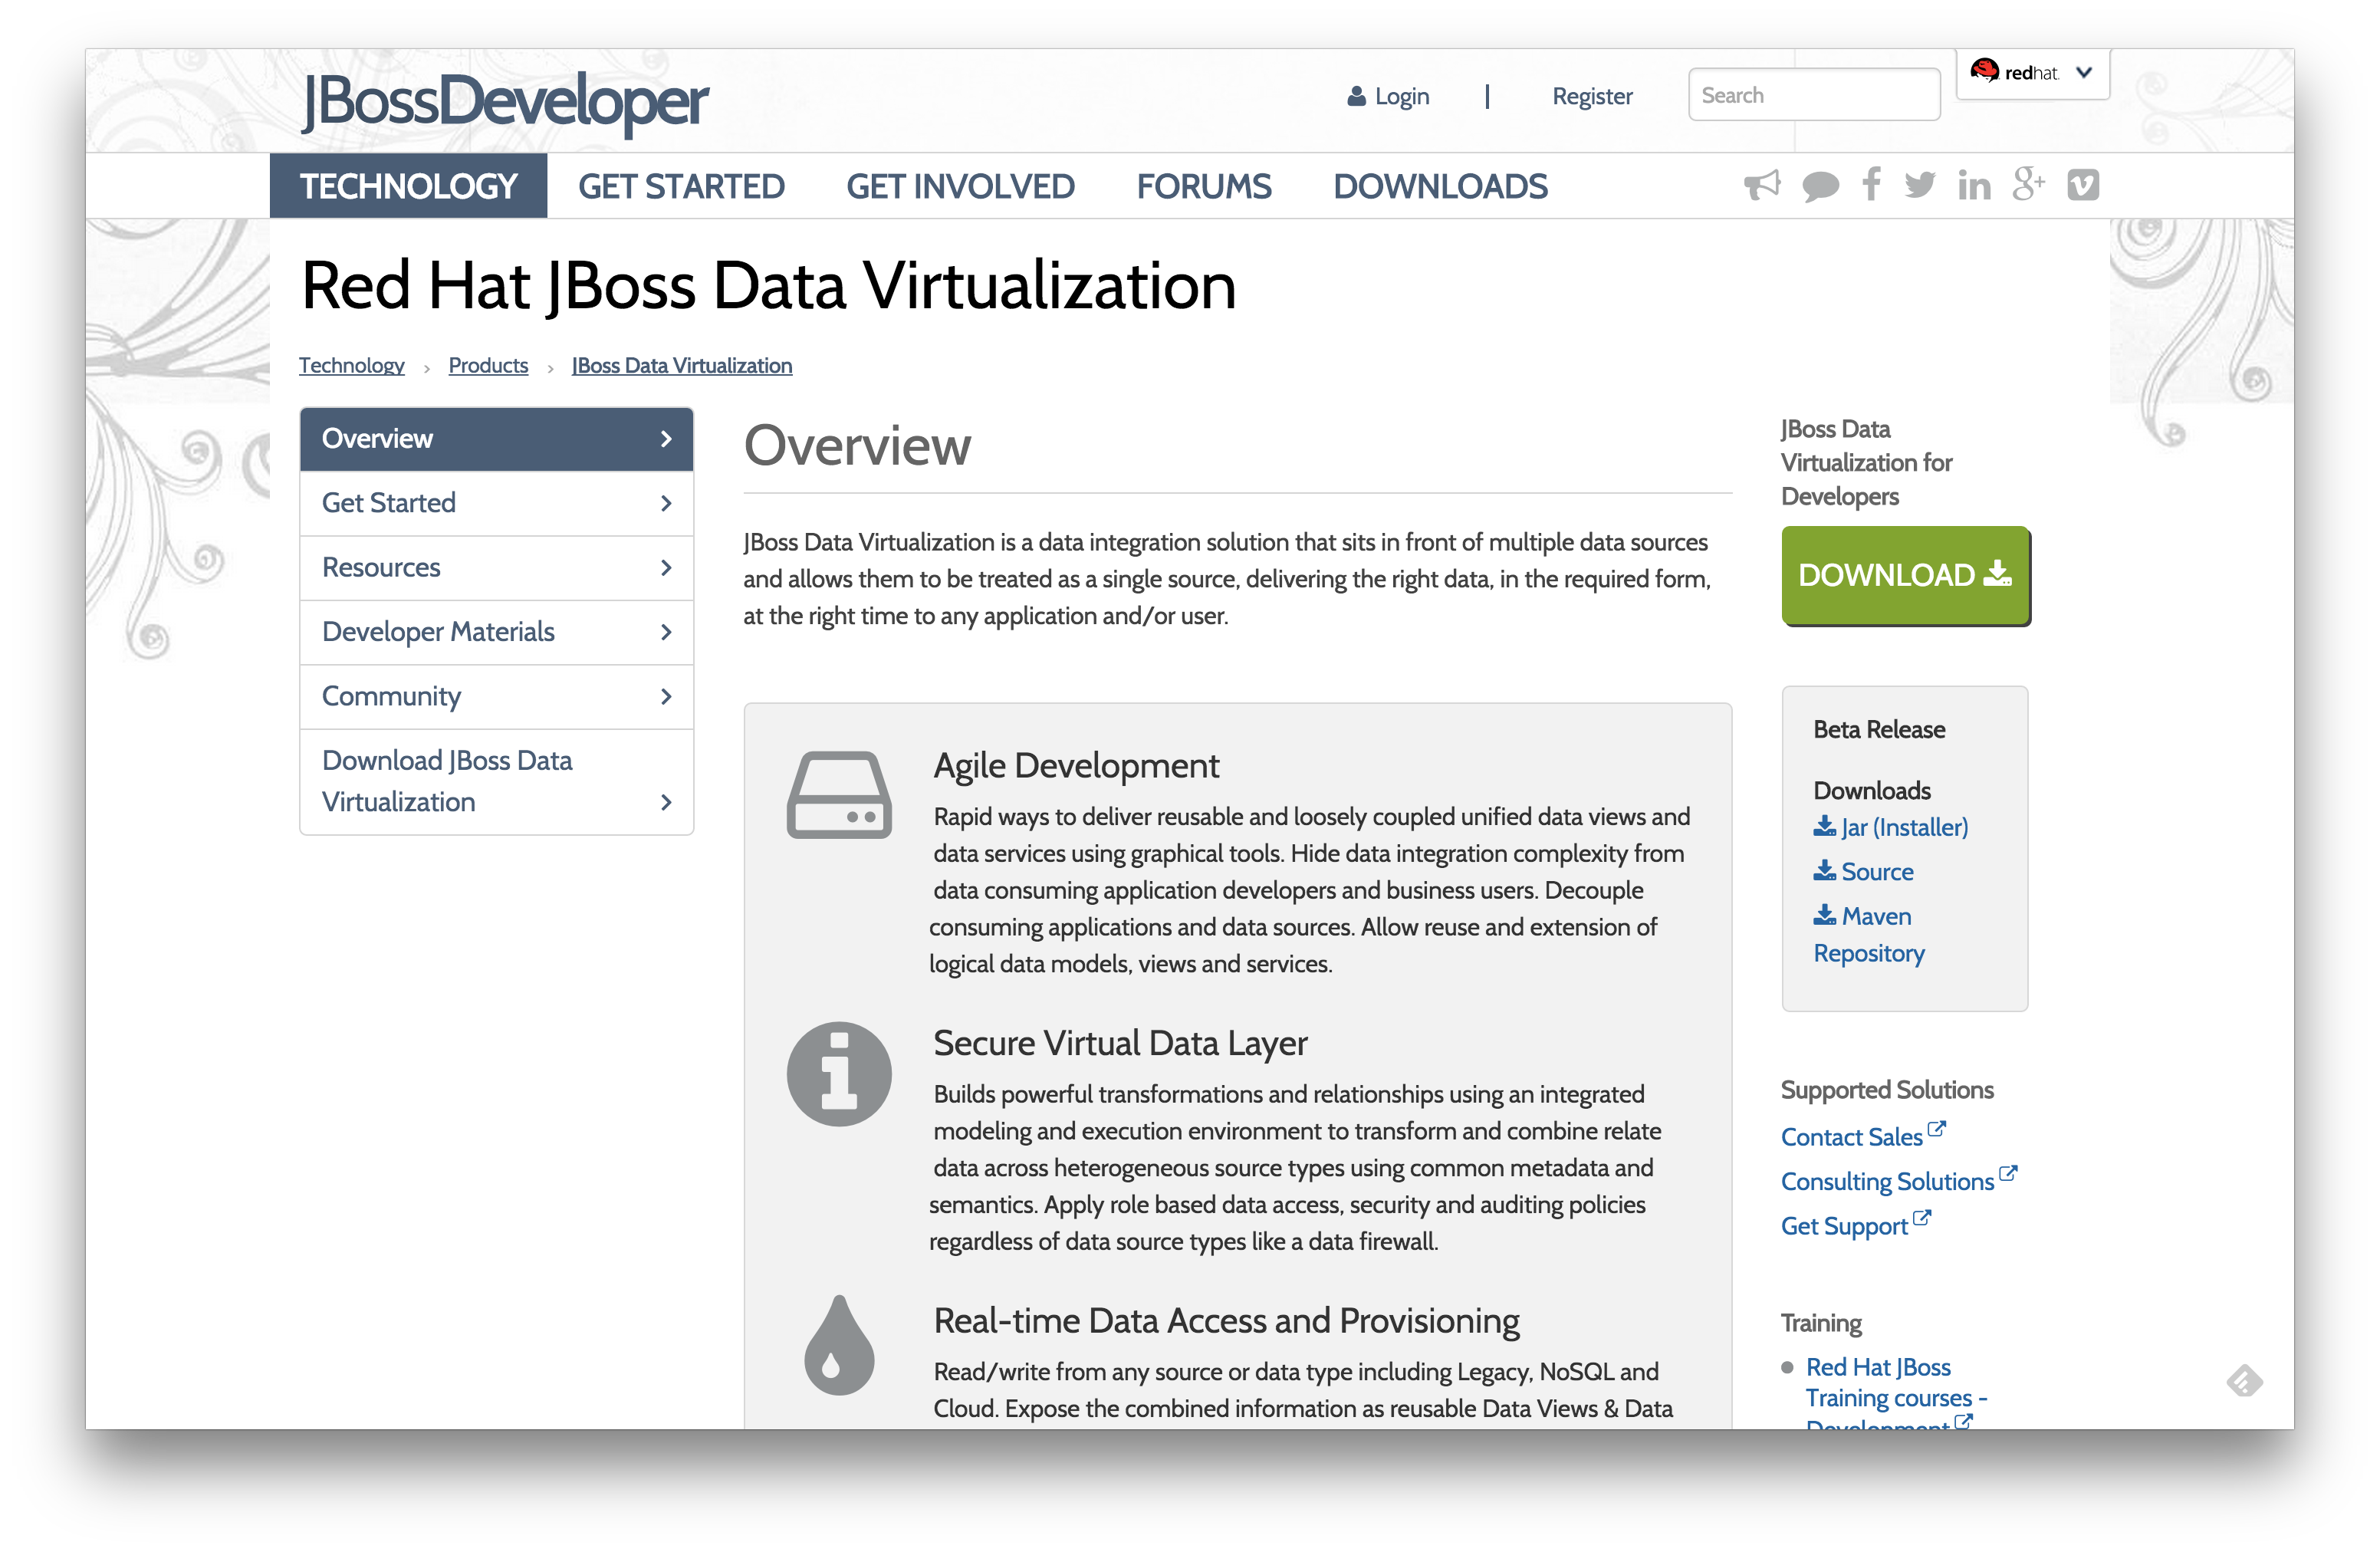 JBossDeveloper
Login | Register
Search
redhat.
TECHNOLOGY GET STARTED GET INVOLVED FORUMS DOWNLOADS
Red Hat JBoss Data Virtualization
Technology › Products › JBoss Data Virtualization
Overview
Get Started
Resources
Developer Materials
Community
Download JBoss Data
Virtualization
Overview
JBoss Data Virtualization is a data integration solution that sits in front of multiple data sources
and allows them to be treated as a single source, delivering the right data, in the required form,
at the right time to any application and/or user.
Agile Development
Rapid ways to deliver reusable and loosely coupled unified data views and
data services using graphical tools. Hide data integration complexity from
data consuming application developers and business users. Decouple
consuming applications and data sources. Allow reuse and extension of
logical data models, views and services.
Secure Virtual Data Layer
Builds powerful transformations and relationships using an integrated
modeling and execution environment to transform and combine relate
data across heterogeneous source types using common metadata and
semantics. Apply role based data access, security and auditing policies
regardless of data source types like a data firewall.
Real-time Data Access and Provisioning
Read/write from any source or data type including Legacy, NoSQL and
Cloud. Expose the combined information as reusable Data Views & Data
JBoss Data
Virtualization for
Developers
DOWNLOAD
Beta Release
Downloads
Jar (Installer)
Source
Maven
Repository
Supported Solutions
Contact Sales
Consulting Solutions
Get Support
Training
Red Hat JBoss
Training courses -
Development